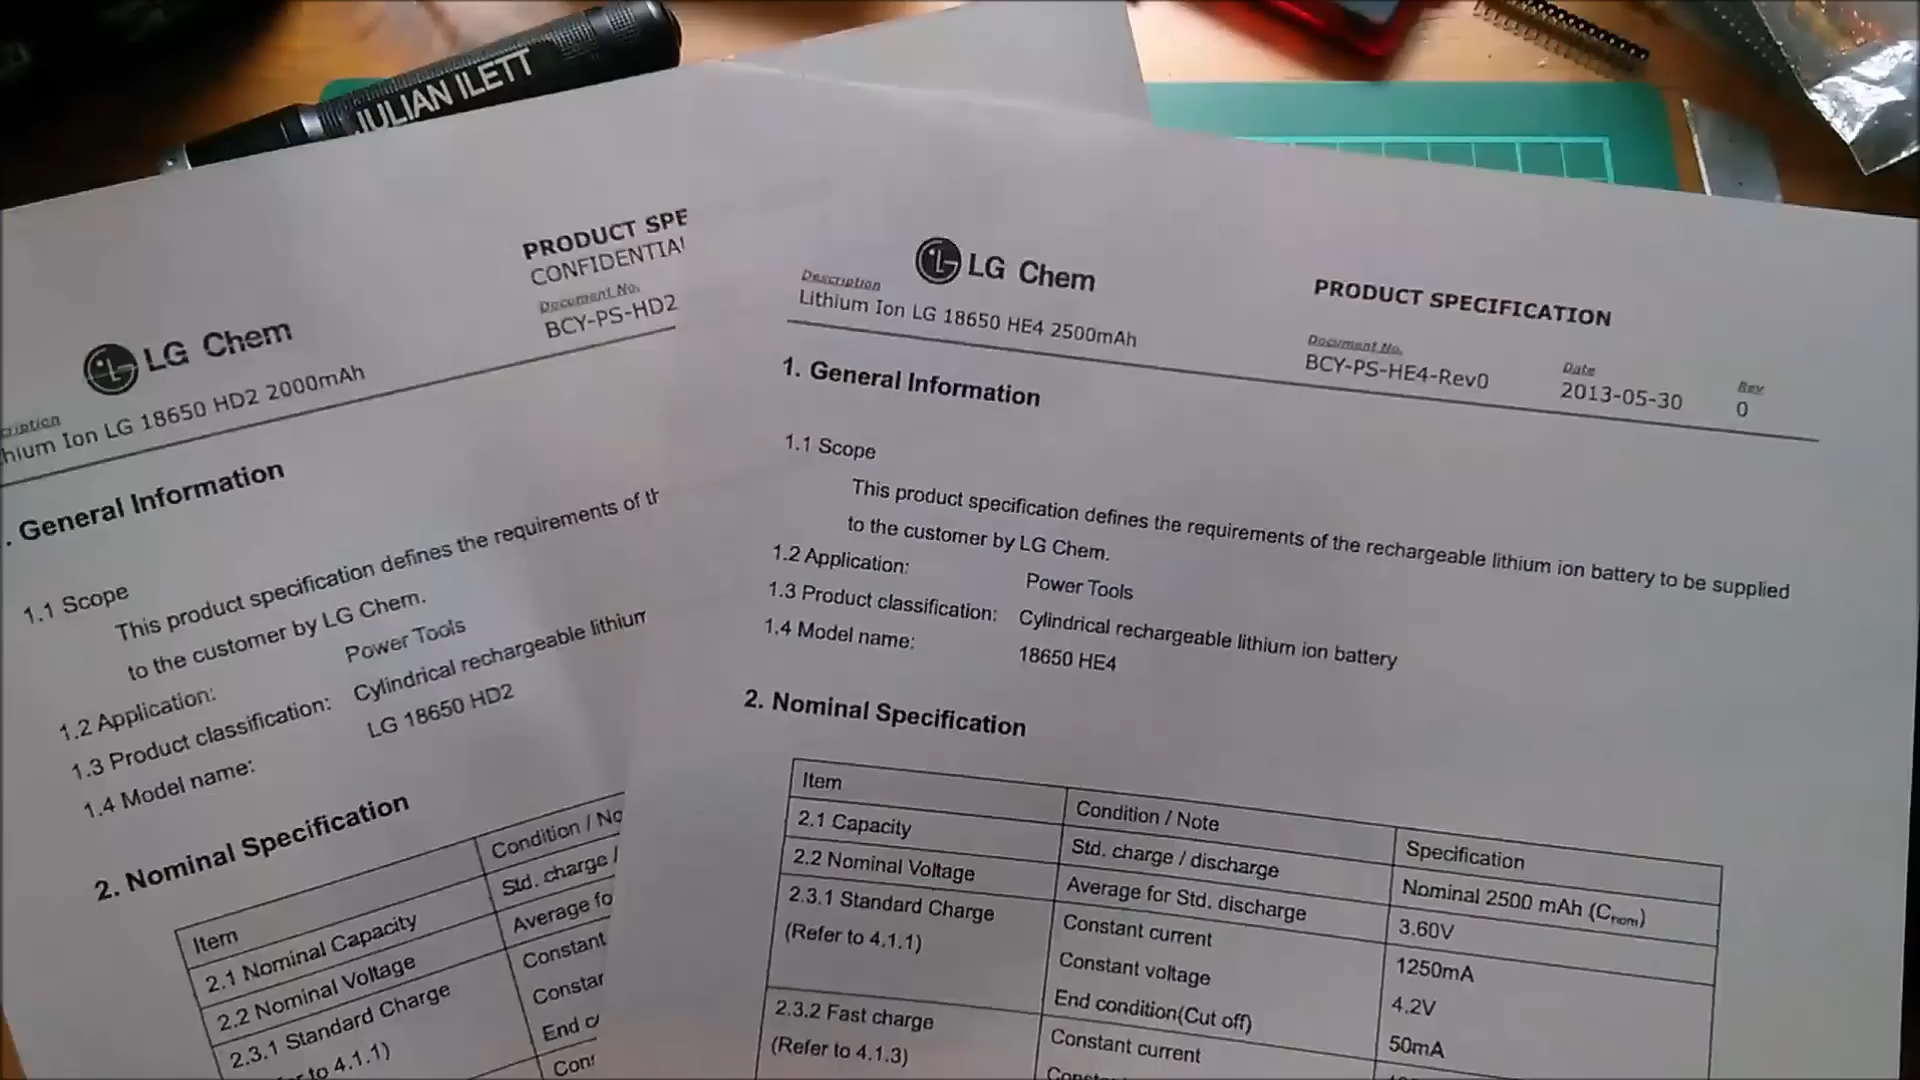 JULIAN ILETT
PRODUCT SPE
CONFIDENTIA
Document No.
BCY-PS-HD2
LG Chem
Ion LG 18650 HD2 2000mAh
General Information
1.1 Scope
This product specification defines the requirements of
to the customer by LG Chem.
1.2 Application: Power Tools
1.3 Product classification: Cylindrical rechargeable lithium
1.4 Model name: LG 18650 HD2
2. Nominal Specification
Item Condition / No
2.1 Nominal Capacity Std. charge /
2.2 Nominal Voltage Average fo
2.3.1 Standard Charge Constant
to 4.1.1)
LG Chem
PRODUCT SPECIFICATION
Description
Lithium Ion LG 18650 HE4 2500mAh
Document No.
BCY-PS-HE4-Rev0
Date
2013-05-30
Rev
0
1. General Information
1.1 Scope
This product specification defines the requirements of the rechargeable lithium ion battery to be supplied
to the customer by LG Chem.
1.2 Application: Power Tools
1.3 Product classification: Cylindrical rechargeable lithium ion battery
1.4 Model name: 18650 HE4
2. Nominal Specification
Item Condition / Note Specification
2.1 Capacity Std. charge / discharge Nominal 2500 mAh (Cnom)
2.2 Nominal Voltage Average for Std. discharge 3.60V
2.3.1 Standard Charge Constant current 1250mA
(Refer to 4.1.1) Constant voltage 4.2V
End condition(Cut off) 50mA
2.3.2 Fast charge Constant current
(Refer to 4.1.3)